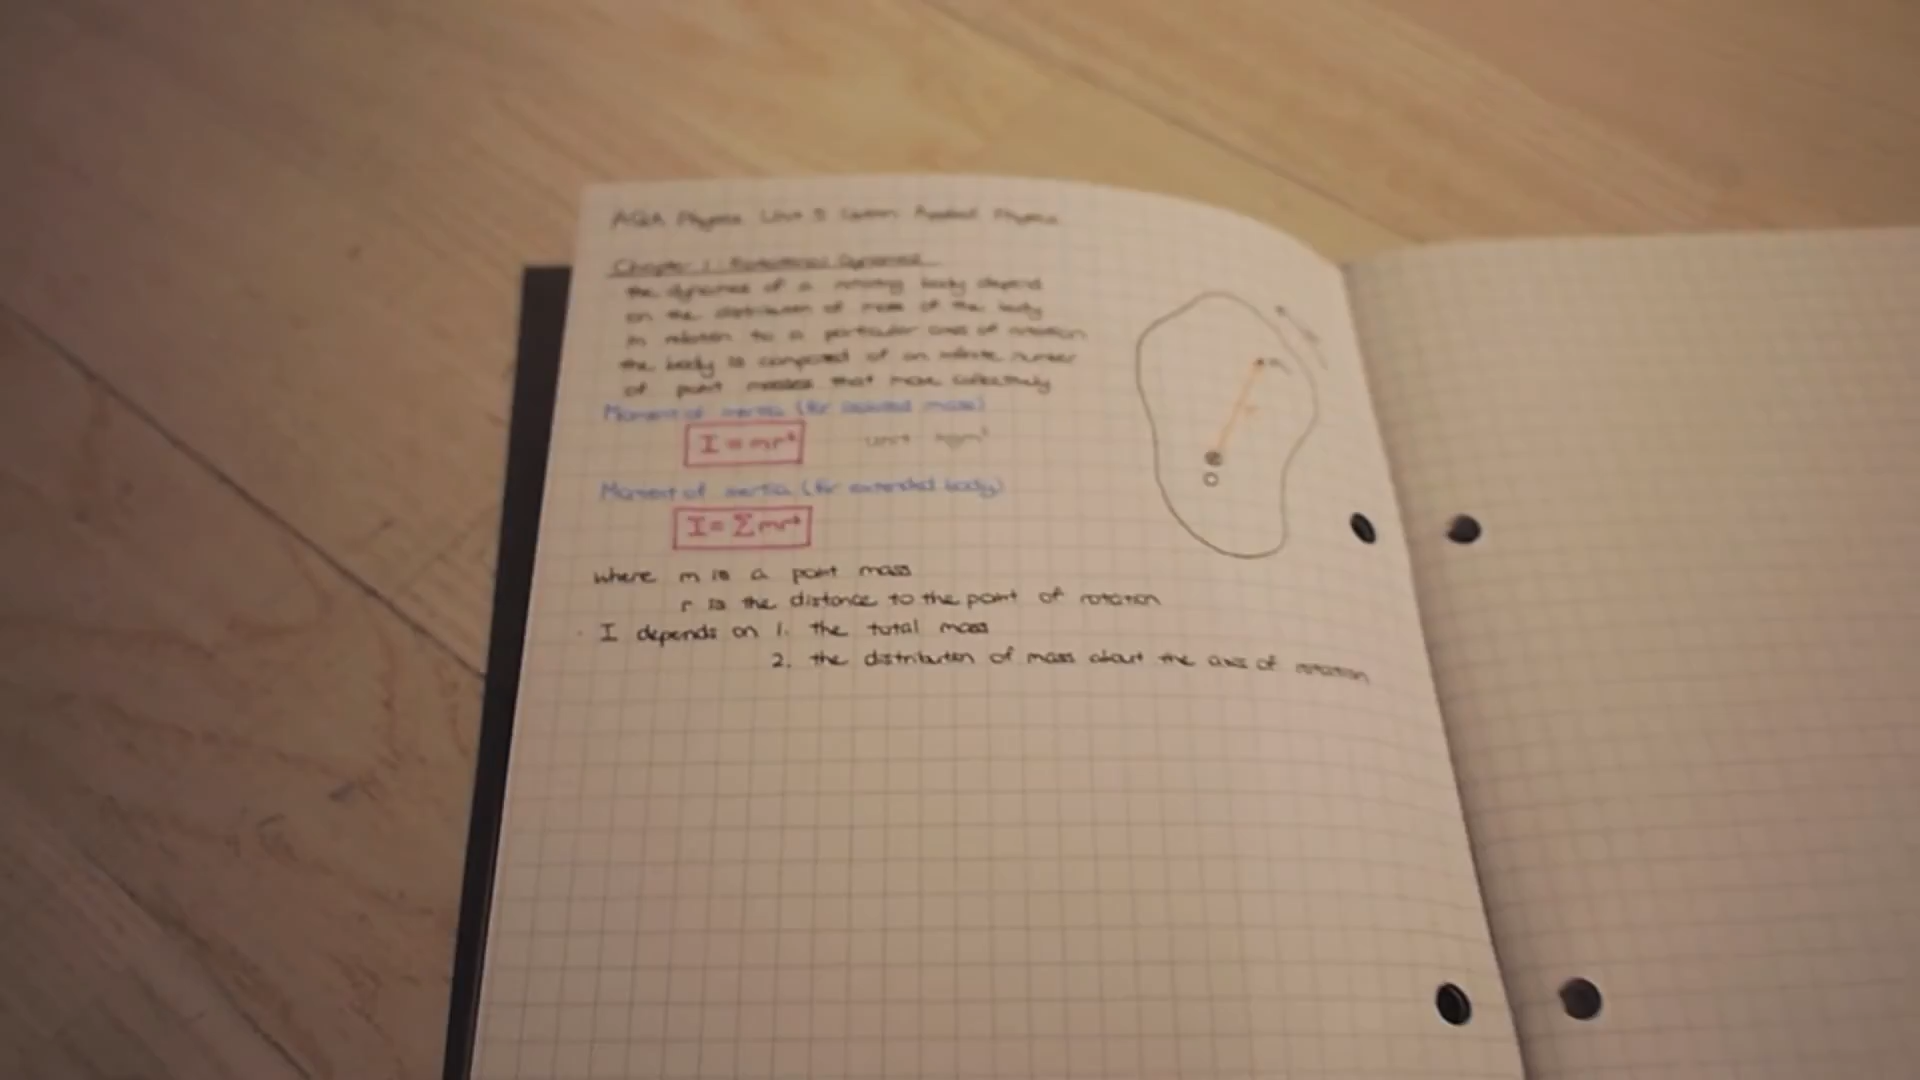 AQA Physics Unit 5 Option: Applied Physics
Chapter 1: Rotational Dynamics
the dynamics of a rotating body depend
on the distribution of mass of the body
in relation to a particular axis of rotation
the body is composed of an infinite number
of point masses that move collectively
Moment of inertia (for isolated mass)
I = mr²
unit kgm²
Moment of inertia (for extended body)
I = Σmr²
where m is a point mass
r is the distance to the point of rotation
· I depends on 1. the total mass
2. the distribution of mass about the axis of rotation
m
r
O